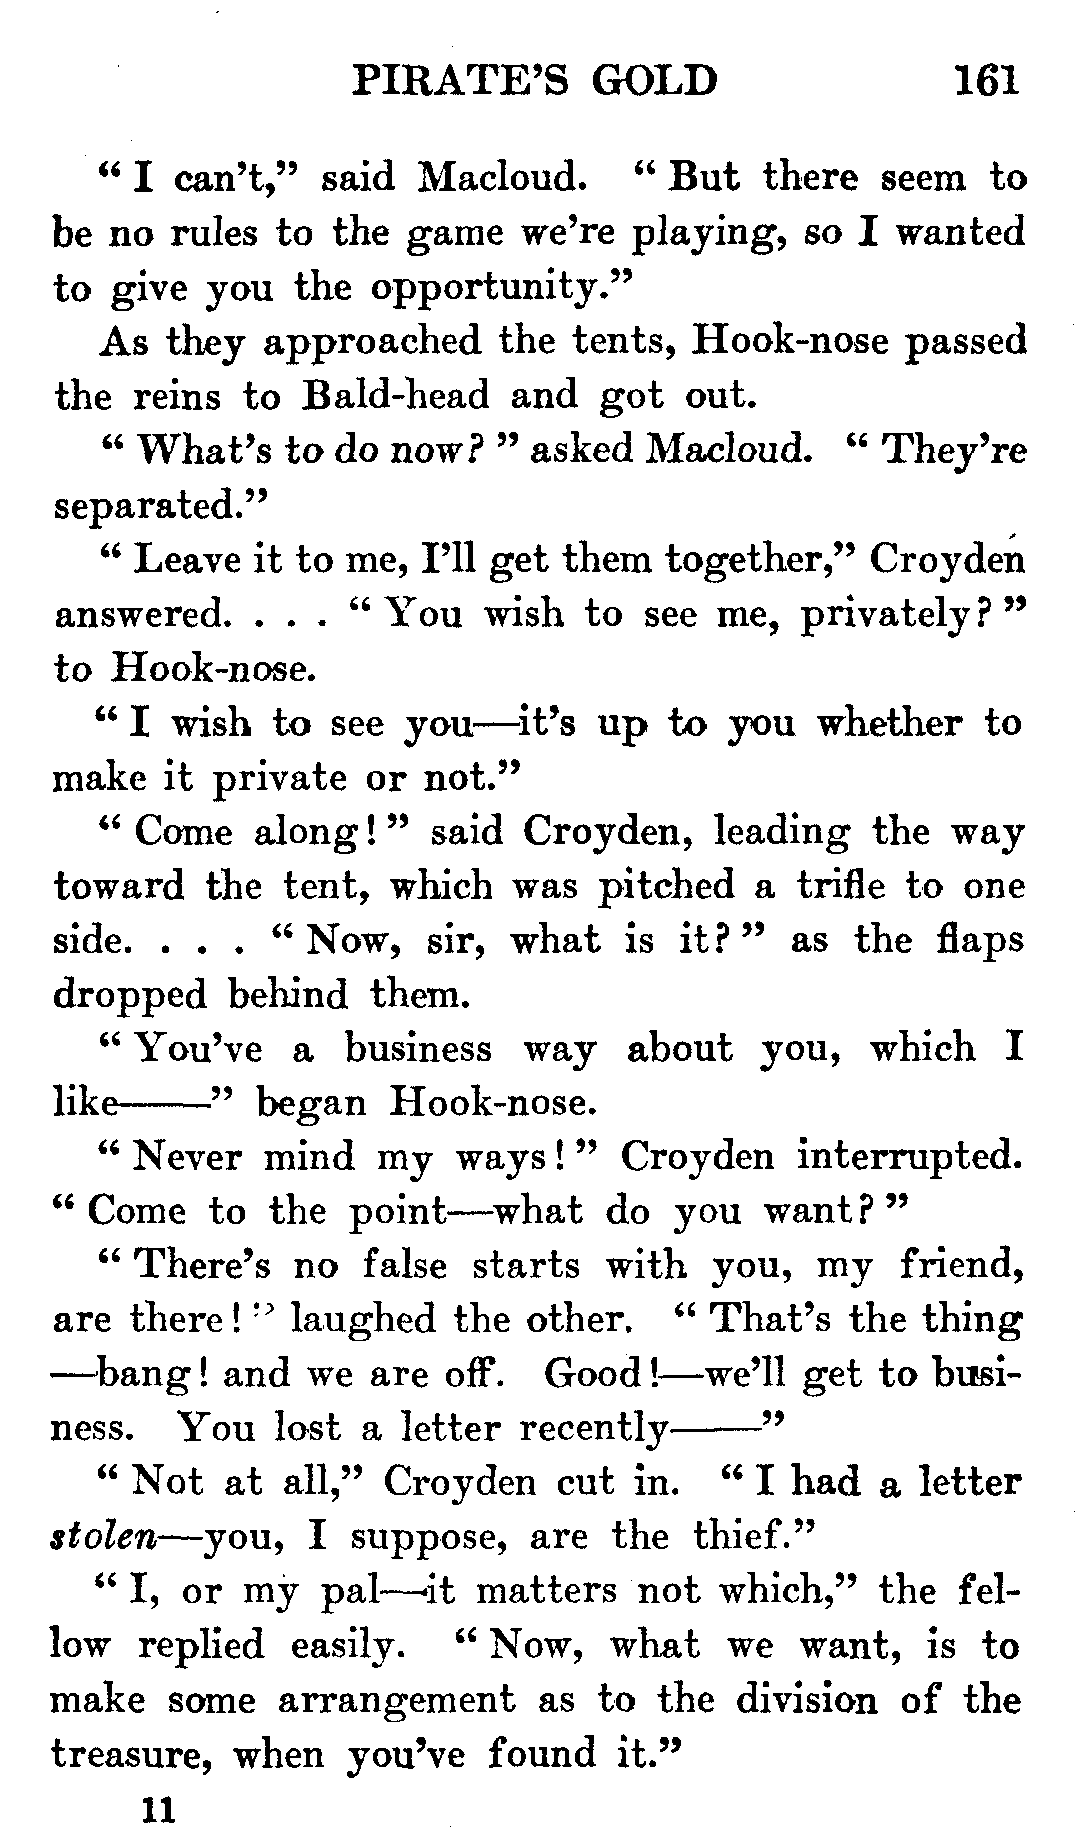 PIRATE'S GOLD 161
“ I can't,” said Macloud. “ But there seem to
be no rules to the game we're playing, so I wanted
to give you the opportunity.”
As they approached the tents, Hook-nose passed
the reins to Bald-head and got out.
“ What's to do now? ” asked Macloud. “ They're
separated.”
“ Leave it to me, I'll get them together,” Croyden
answered. . . . “ You wish to see me, privately? ”
to Hook-nose.
“ I wish to see you—it's up to you whether to
make it private or not.”
“ Come along! ” said Croyden, leading the way
toward the tent, which was pitched a trifle to one
side. . . . “ Now, sir, what is it? ” as the flaps
dropped behind them.
“ You've a business way about you, which I
like——” began Hook-nose.
“ Never mind my ways! ” Croyden interrupted.
“ Come to the point—what do you want? ”
“ There's no false starts with you, my friend,
are there! ” laughed the other. “ That's the thing
—bang! and we are off. Good!—we'll get to busi-
ness. You lost a letter recently——”
“ Not at all,” Croyden cut in. “ I had a letter
stolen—you, I suppose, are the thief.”
“ I, or my pal—it matters not which,” the fel-
low replied easily. “ Now, what we want, is to
make some arrangement as to the division of the
treasure, when you've found it.”
11